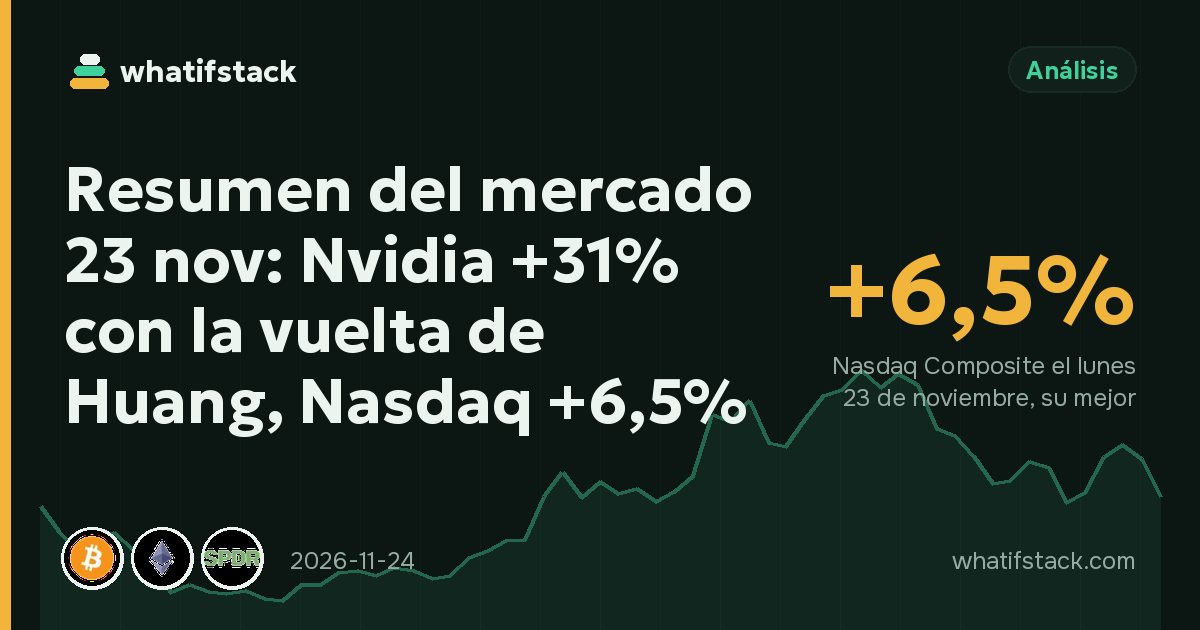 whatifstack
Análisis
Resumen del mercado
23 nov: Nvidia +31%
con la vuelta de
Huang, Nasdaq +6,5%
+6,5%
Nasdaq Composite el lunes
23 de noviembre, su mejor
SPDR
2026-11-24
whatifstack.com